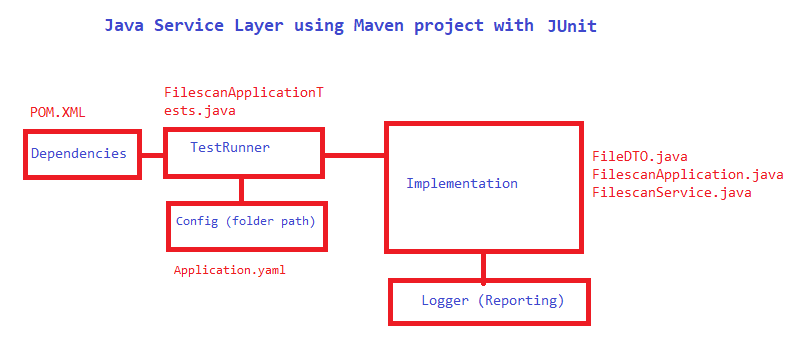 Java Service Layer using Maven project with JUnit
FilescanApplicationT
ests.java
POM.XML
Dependencies
TestRunner
Implementation
FileDTO.java
FilescanApplication.java
FilescanService.java
Config (folder path)
Application.yaml
Logger (Reporting)